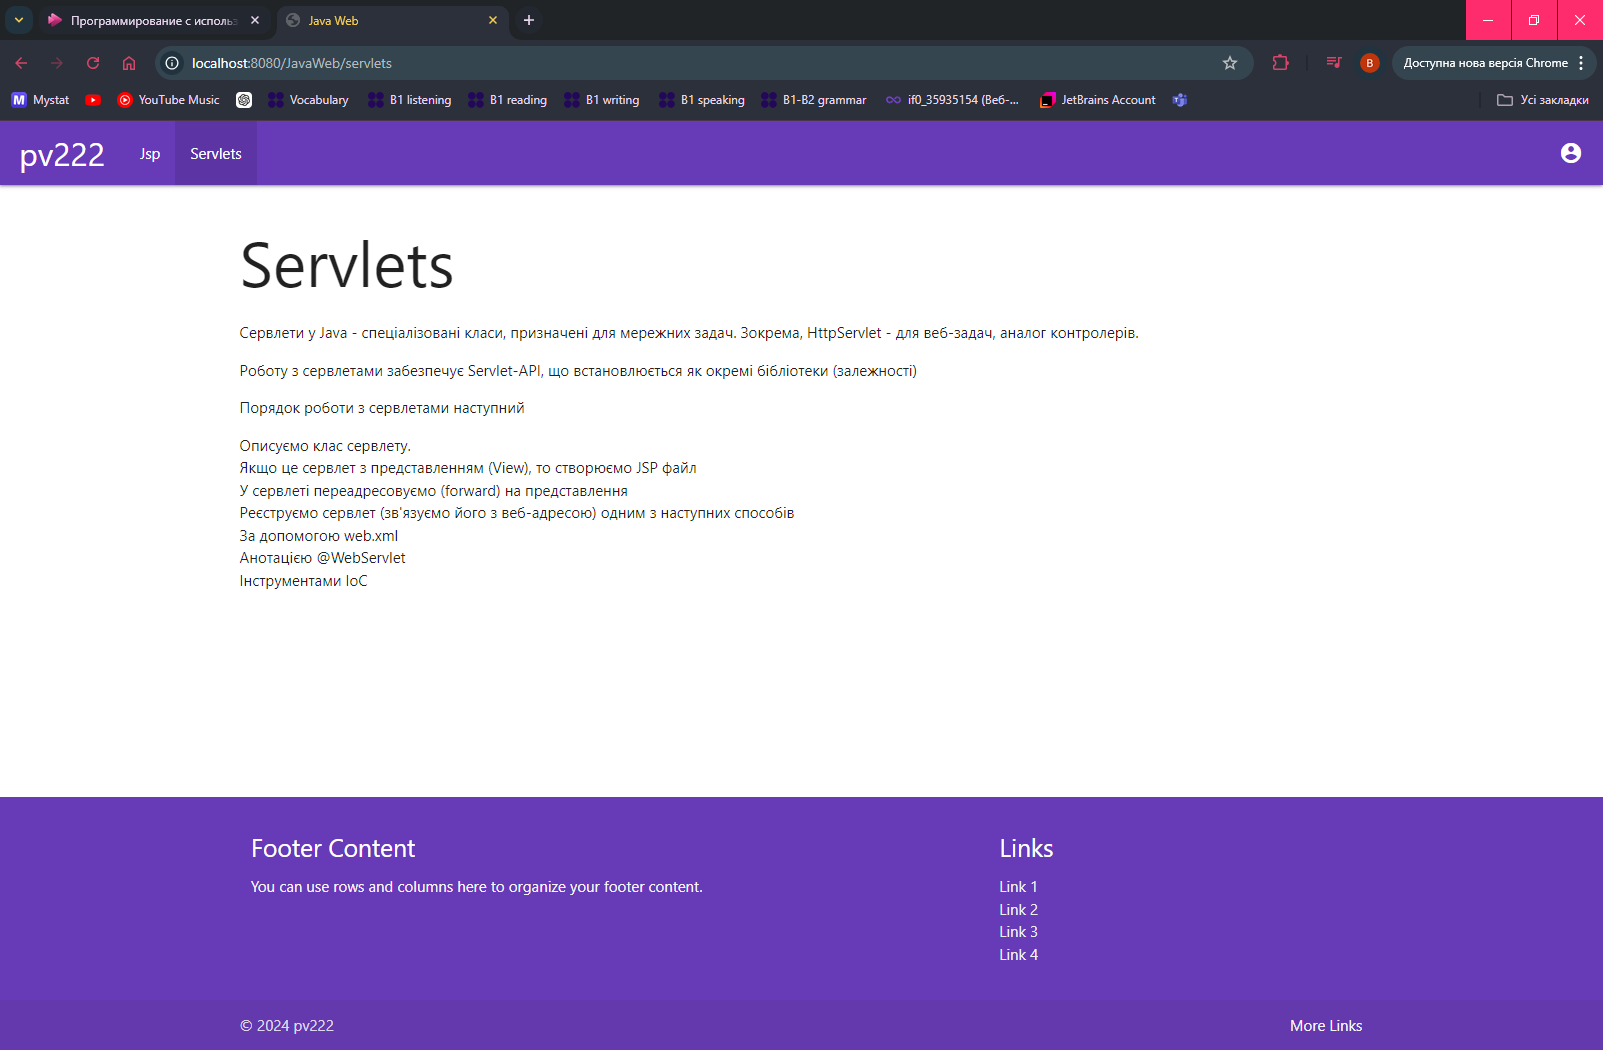 Программирование с исполь
Java Web
localhost:8080/JavaWeb/servlets
Доступна нова версія Chrome
B
Mystat
YouTube Music
Vocabulary
B1 listening
B1 reading
B1 writing
B1 speaking
B1-B2 grammar
if0_35935154 (Веб-...
JetBrains Account
Усі закладки
pv222
Jsp
Servlets
Servlets
Сервлети у Java - спеціалізовані класи, призначені для мережних задач. Зокрема, HttpServlet - для веб-задач, аналог контролерів.
Роботу з сервлетами забезпечує Servlet-API, що встановлюється як окремі бібліотеки (залежності)
Порядок роботи з сервлетами наступний
Описуємо клас сервлету.
Якщо це сервлет з представленням (View), то створюємо JSP файл
У сервлеті переадресовуємо (forward) на представлення
Реєструємо сервлет (зв'язуємо його з веб-адресою) одним з наступних способів
За допомогою web.xml
Анотацією @WebServlet
Інструментами IoC
Footer Content
You can use rows and columns here to organize your footer content.
Links
Link 1
Link 2
Link 3
Link 4
© 2024 pv222
More Links